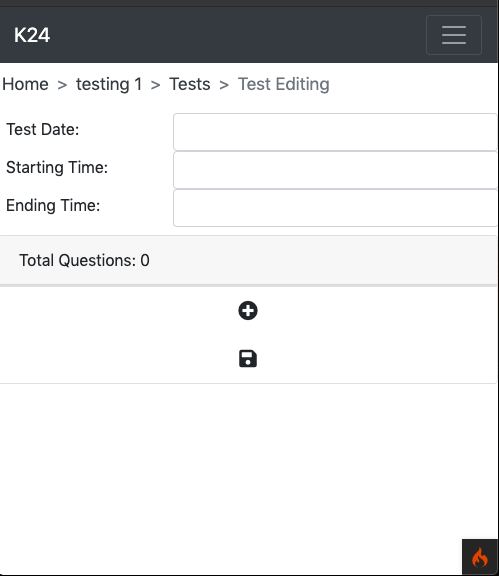 K24
Home > testing 1 > Tests > Test Editing
Test Date:
Starting Time:
Ending Time:
Total Questions: 0